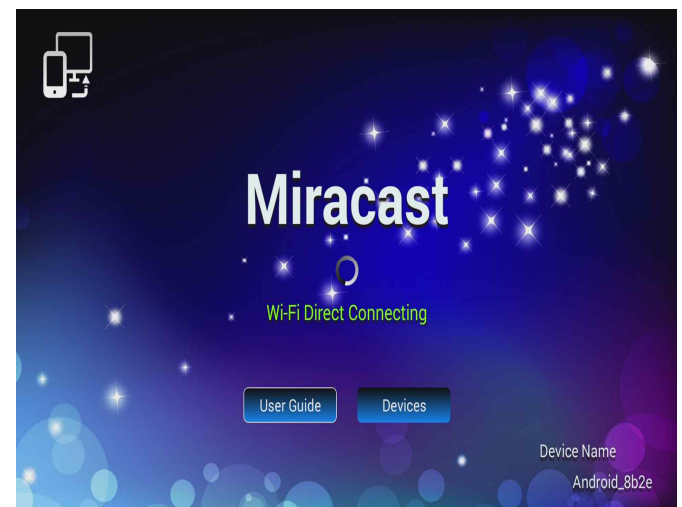 Miracast
Wi-Fi Direct Connecting
User Guide
Devices
Device Name
Android_8b2e